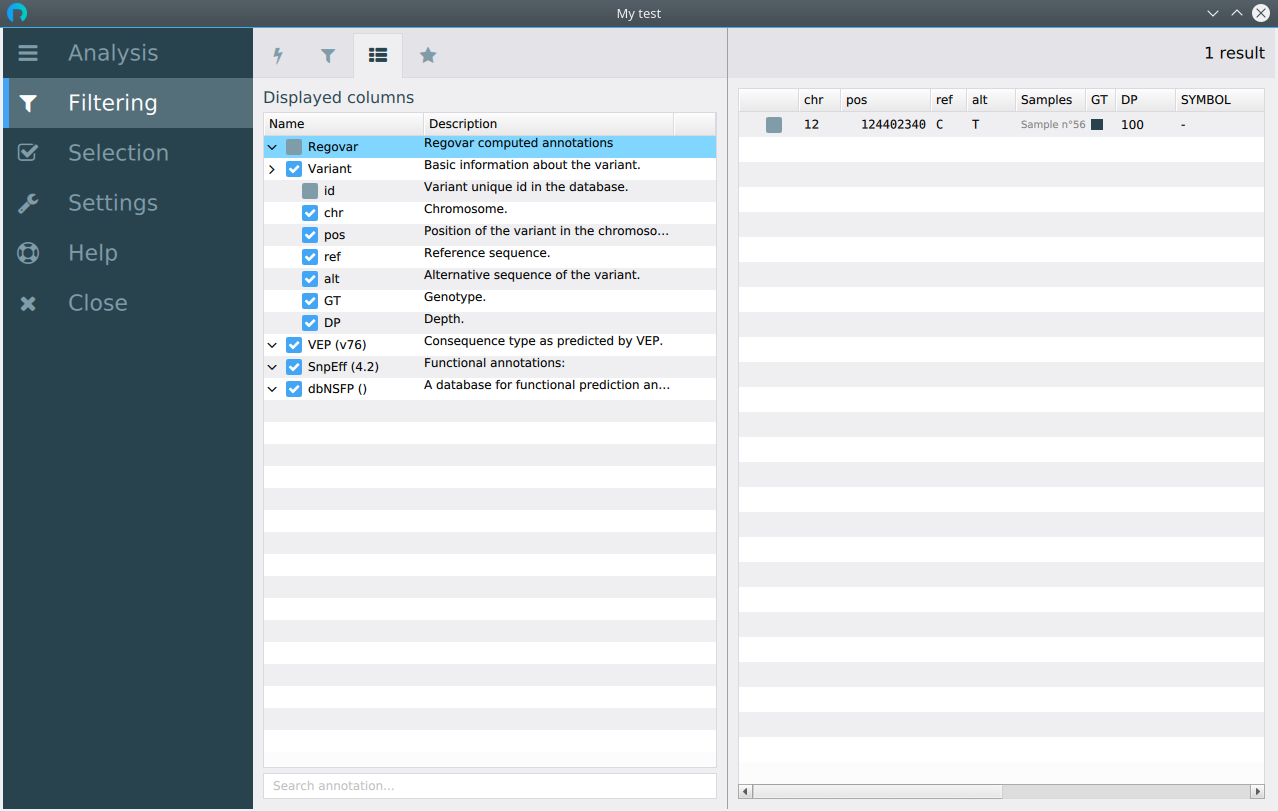 My test
Analysis
Filtering
Selection
Settings
Help
Close
Displayed columns
Name Description
Regovar Regovar computed annotations
Variant Basic information about the variant.
id Variant unique id in the database.
chr Chromosome.
pos Position of the variant in the chromoso...
ref Reference sequence.
alt Alternative sequence of the variant.
GT Genotype.
DP Depth.
VEP (v76) Consequence type as predicted by VEP.
SnpEff (4.2) Functional annotations:
dbNSFP () A database for functional prediction an...
Search annotation...
1 result
chr pos ref alt Samples GT DP SYMBOL
12 124402340 C T Sample n°56 100 -